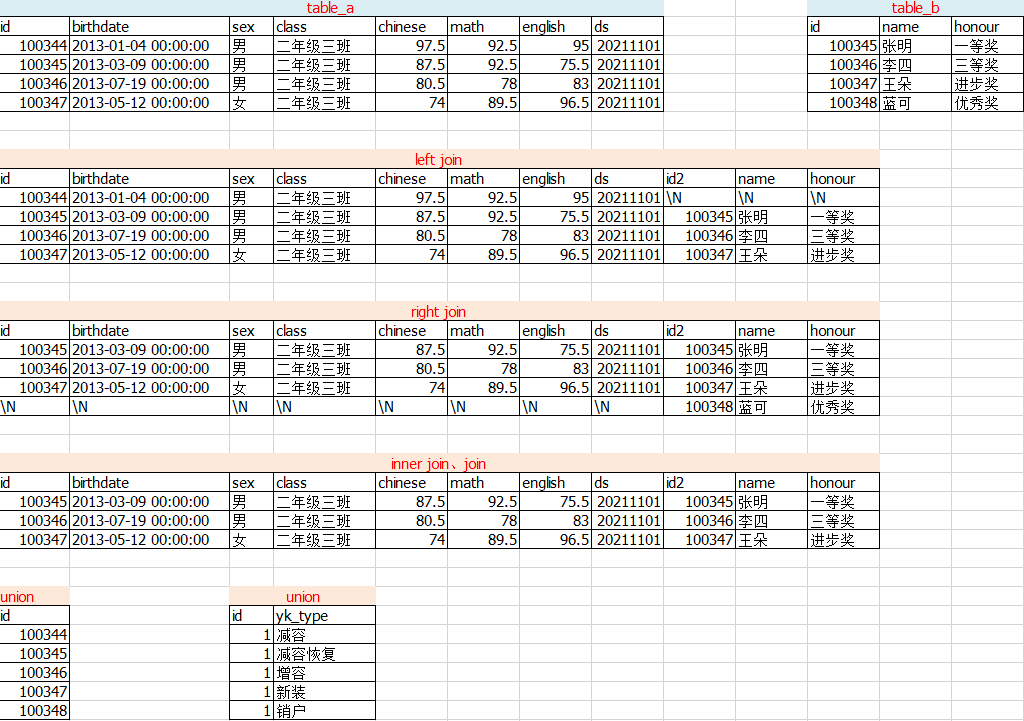 table_a table_b
id birthdate sex class chinese math english ds id name honour
100344 2013-01-04 00:00:00 男 二年级三班 97.5 92.5 95 20211101 100345 张明 一等奖
100345 2013-03-09 00:00:00 男 二年级三班 87.5 92.5 75.5 20211101 100346 李四 三等奖
100346 2013-07-19 00:00:00 男 二年级三班 80.5 78 83 20211101 100347 王朵 进步奖
100347 2013-05-12 00:00:00 女 二年级三班 74 89.5 96.5 20211101 100348 蓝可 优秀奖
left join
id birthdate sex class chinese math english ds id2 name honour
100344 2013-01-04 00:00:00 男 二年级三班 97.5 92.5 95 20211101 \N \N \N
100345 2013-03-09 00:00:00 男 二年级三班 87.5 92.5 75.5 20211101 100345 张明 一等奖
100346 2013-07-19 00:00:00 男 二年级三班 80.5 78 83 20211101 100346 李四 三等奖
100347 2013-05-12 00:00:00 女 二年级三班 74 89.5 96.5 20211101 100347 王朵 进步奖
right join
id birthdate sex class chinese math english ds id2 name honour
100345 2013-03-09 00:00:00 男 二年级三班 87.5 92.5 75.5 20211101 100345 张明 一等奖
100346 2013-07-19 00:00:00 男 二年级三班 80.5 78 83 20211101 100346 李四 三等奖
100347 2013-05-12 00:00:00 女 二年级三班 74 89.5 96.5 20211101 100347 王朵 进步奖
\N \N \N \N \N \N \N \N 100348 蓝可 优秀奖
inner join、join
id birthdate sex class chinese math english ds id2 name honour
100345 2013-03-09 00:00:00 男 二年级三班 87.5 92.5 75.5 20211101 100345 张明 一等奖
100346 2013-07-19 00:00:00 男 二年级三班 80.5 78 83 20211101 100346 李四 三等奖
100347 2013-05-12 00:00:00 女 二年级三班 74 89.5 96.5 20211101 100347 王朵 进步奖
union union
id id yk_type
100344 1 减容
100345 1 减容恢复
100346 1 增容
100347 1 新装
100348 1 销户